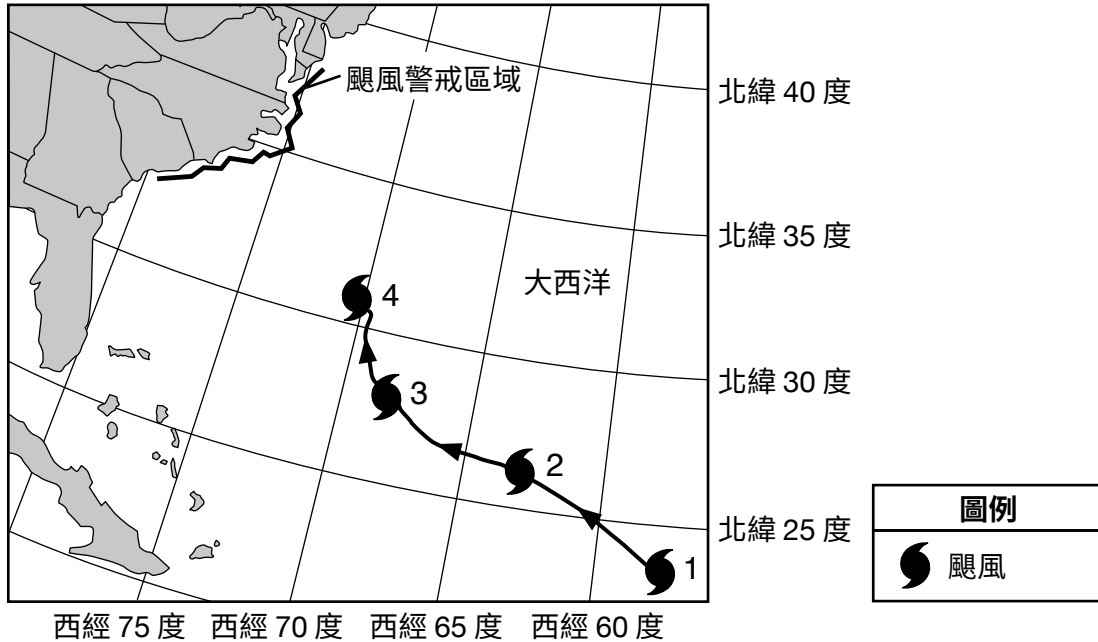 颶風警戒區域
北緯 40 度
北緯 35 度
大西洋
4
北緯 30 度
3
2
北緯 25 度
1
圖例
颶風
西經 75 度
西經 70 度
西經 65 度
西經 60 度